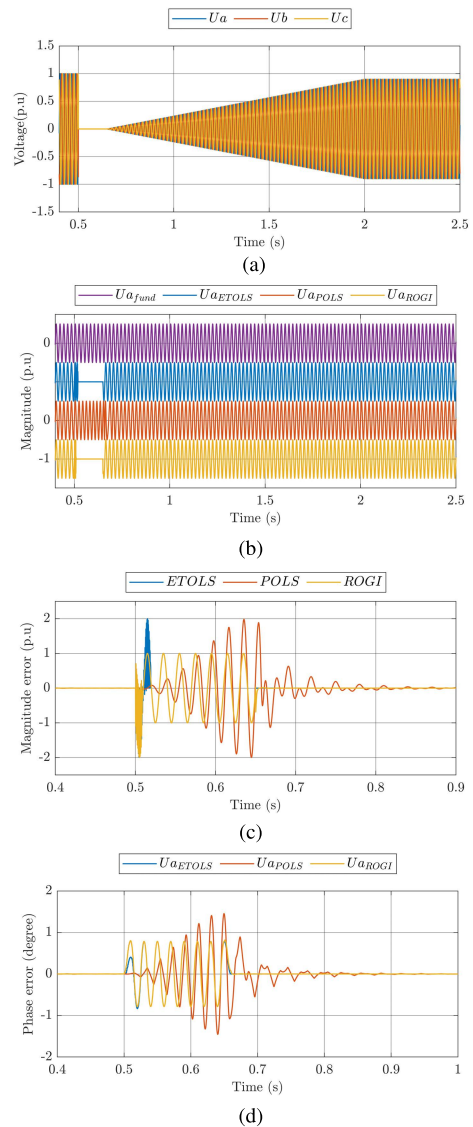 Ua Ub Uc
1.5
1
0.5
0
-0.5
-1
-1.5
Voltage(p.u)
0.5 1 1.5 2 2.5
Time (s)
(a)
Ua_fund Ua_ETOLS Ua_POLS Ua_ROGI
0
0
-1
Magnitude (p.u)
0.5 1 1.5 2 2.5
Time (s)
(b)
ETOLS POLS ROGI
2
1
0
-1
-2
Magnitude error (p.u)
0.4 0.5 0.6 0.7 0.8 0.9
Time (s)
(c)
Ua_ETOLS Ua_POLS Ua_ROGI
2
1
0
-1
-2
Phase error (degree)
0.4 0.5 0.6 0.7 0.8 0.9 1
Time (s)
(d)